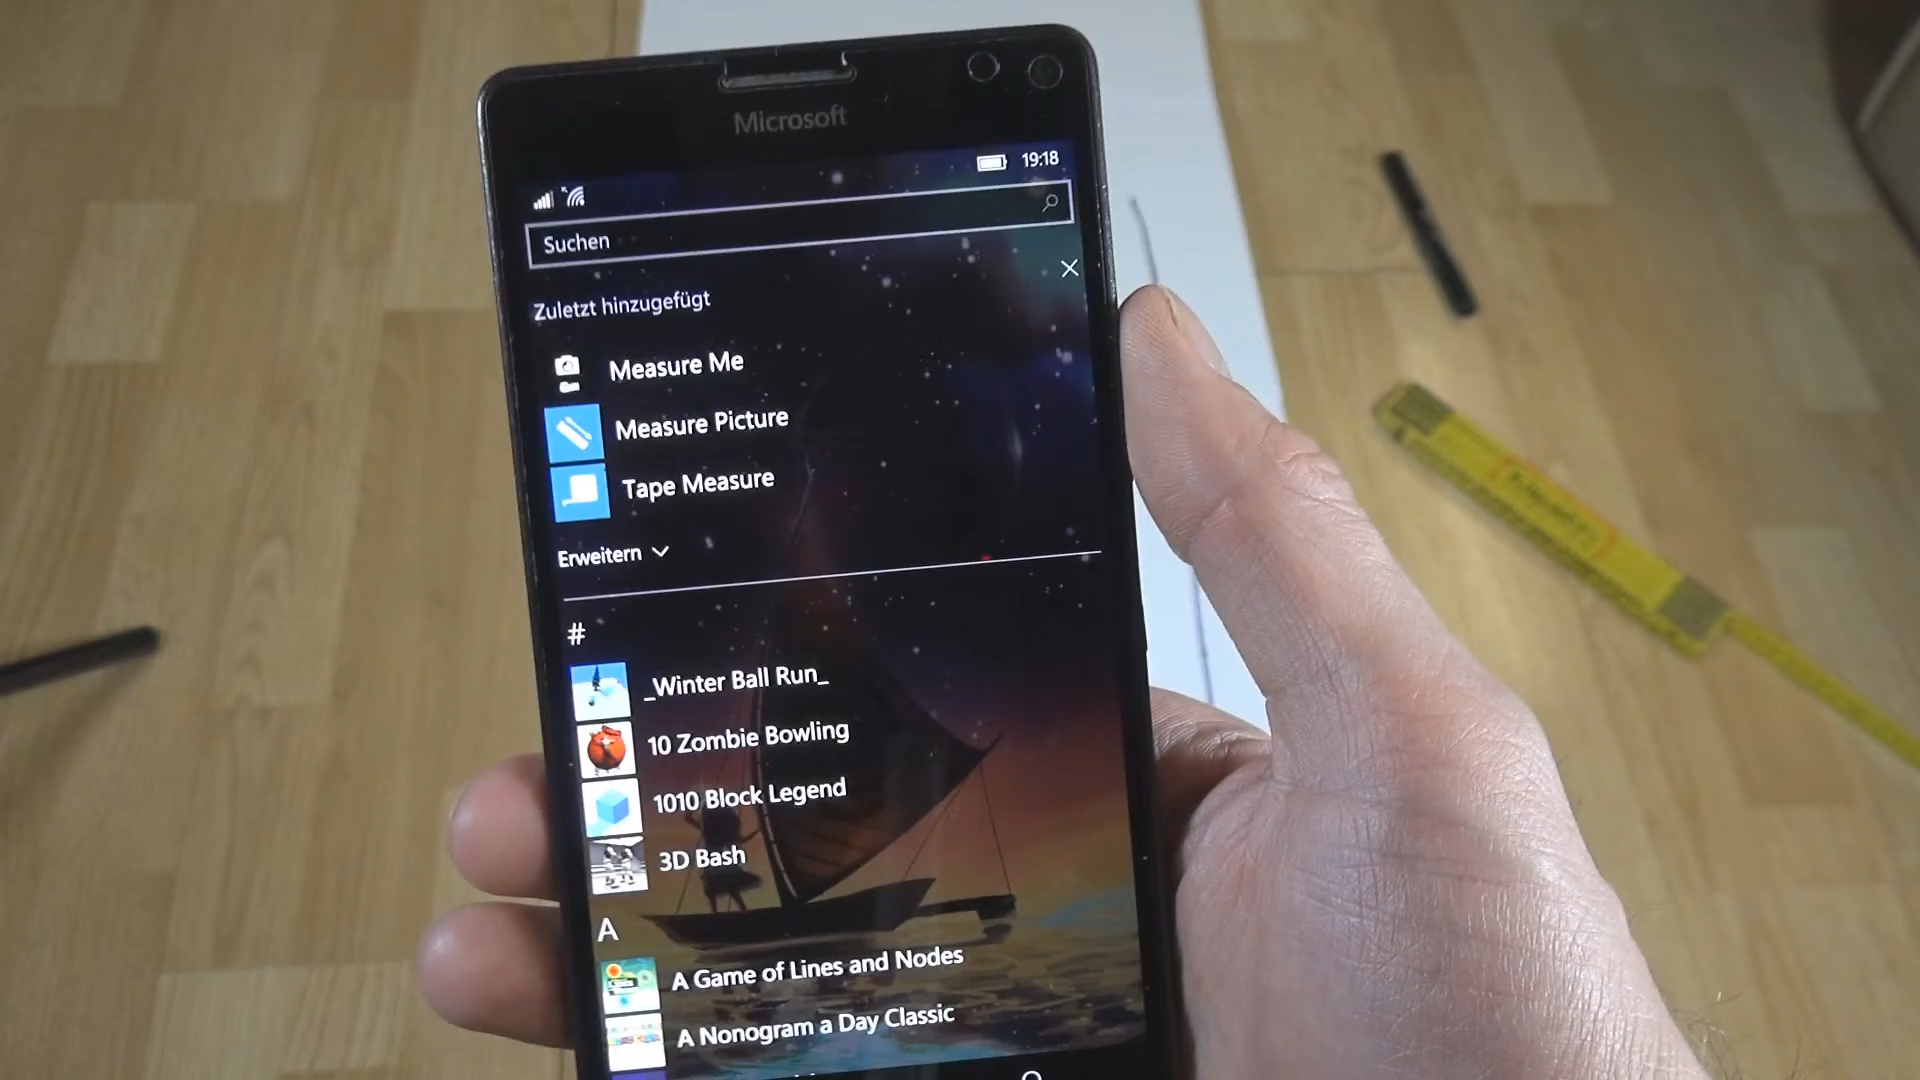 Microsoft
19:18
Suchen
Zuletzt hinzugefügt
Measure Me
Measure Picture
Tape Measure
Erweitern
#
_Winter Ball Run_
10 Zombie Bowling
1010 Block Legend
3D Bash
A
A Game of Lines and Nodes
A Nonogram a Day Classic